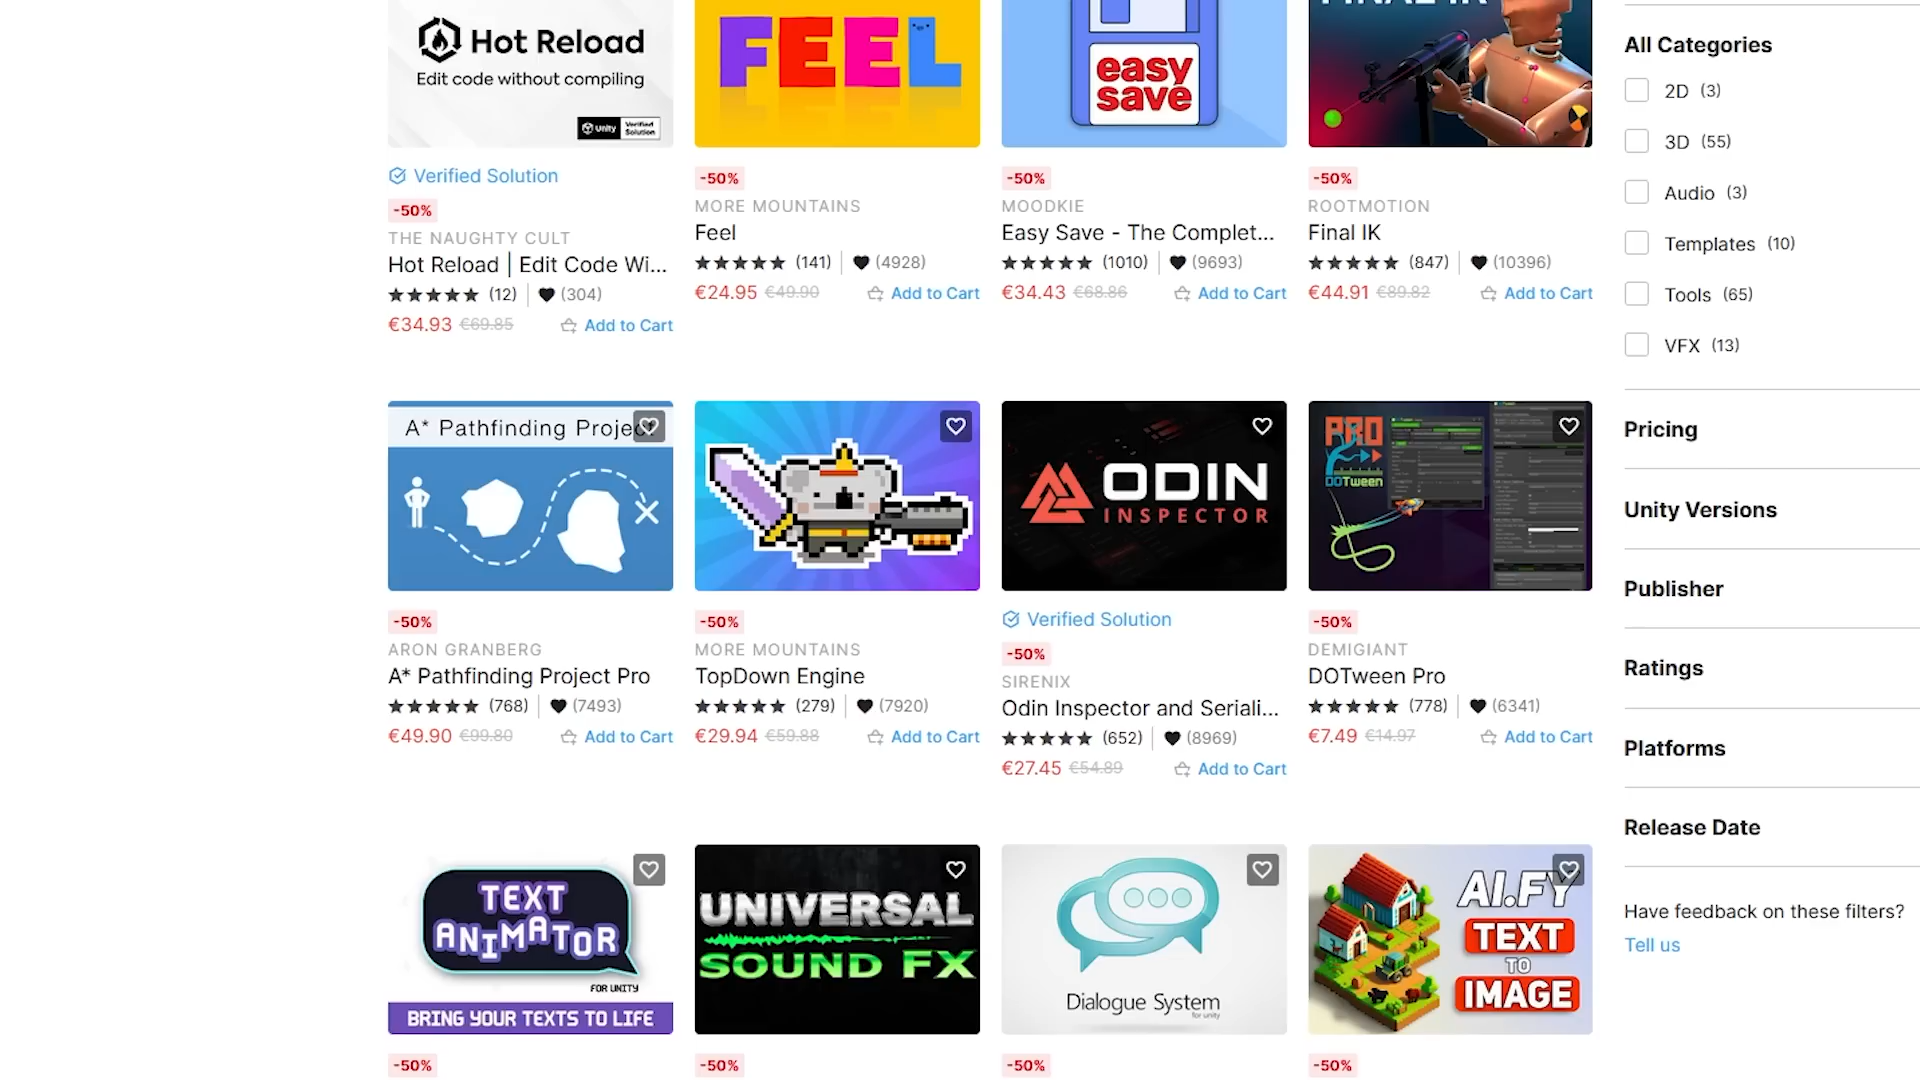 Hot Reload
Edit code without compiling
Unity Verified Solution
Verified Solution
-50%
THE NAUGHTY CULT
Hot Reload | Edit Code Wi...
(12) (304)
€34.93 €69.85 Add to Cart
FEEL
-50%
MORE MOUNTAINS
Feel
(141) (4928)
€24.95 €49.90 Add to Cart
easy
save
-50%
MOODKIE
Easy Save - The Complet...
(1010) (9693)
€34.43 €68.86 Add to Cart
FINAL IK
-50%
ROOTMOTION
Final IK
(847) (10396)
€44.91 €89.82 Add to Cart
A* Pathfinding Project
-50%
ARON GRANBERG
A* Pathfinding Project Pro
(768) (7493)
€49.90 €99.80 Add to Cart
-50%
MORE MOUNTAINS
TopDown Engine
(279) (7920)
€29.94 €59.88 Add to Cart
ODIN
INSPECTOR
Verified Solution
-50%
SIRENIX
Odin Inspector and Seriali...
(652) (8969)
€27.45 €54.89 Add to Cart
PRO
DOTween
-50%
DEMIGIANT
DOTween Pro
(778) (6341)
€7.49 €14.97 Add to Cart
TEXT
ANIMATOR
FOR UNITY
BRING YOUR TEXTS TO LIFE
-50%
UNIVERSAL
SOUND FX
-50%
Dialogue System
for unity
-50%
AI.FY
TEXT
TO
IMAGE
-50%
All Categories
2D (3)
3D (55)
Audio (3)
Templates (10)
Tools (65)
VFX (13)
Pricing
Unity Versions
Publisher
Ratings
Platforms
Release Date
Have feedback on these filters?
Tell us